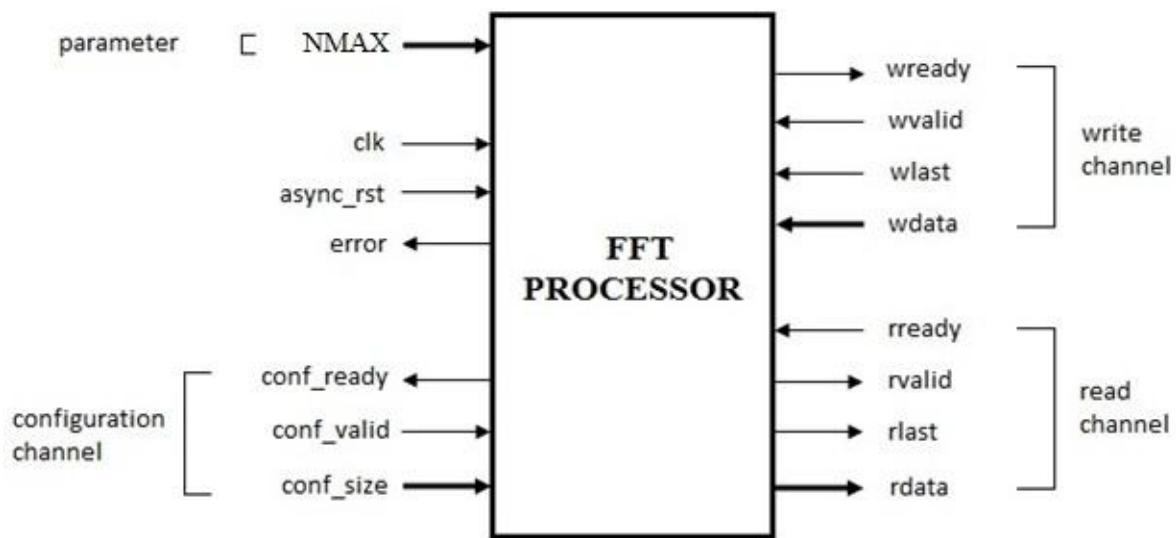 parameter
NMAX
clk
async_rst
error
configuration
channel
conf_ready
conf_valid
conf_size
FFT
PROCESSOR
wready
wvalid
wlast
wdata
write
channel
rready
rvalid
rlast
rdata
read
channel